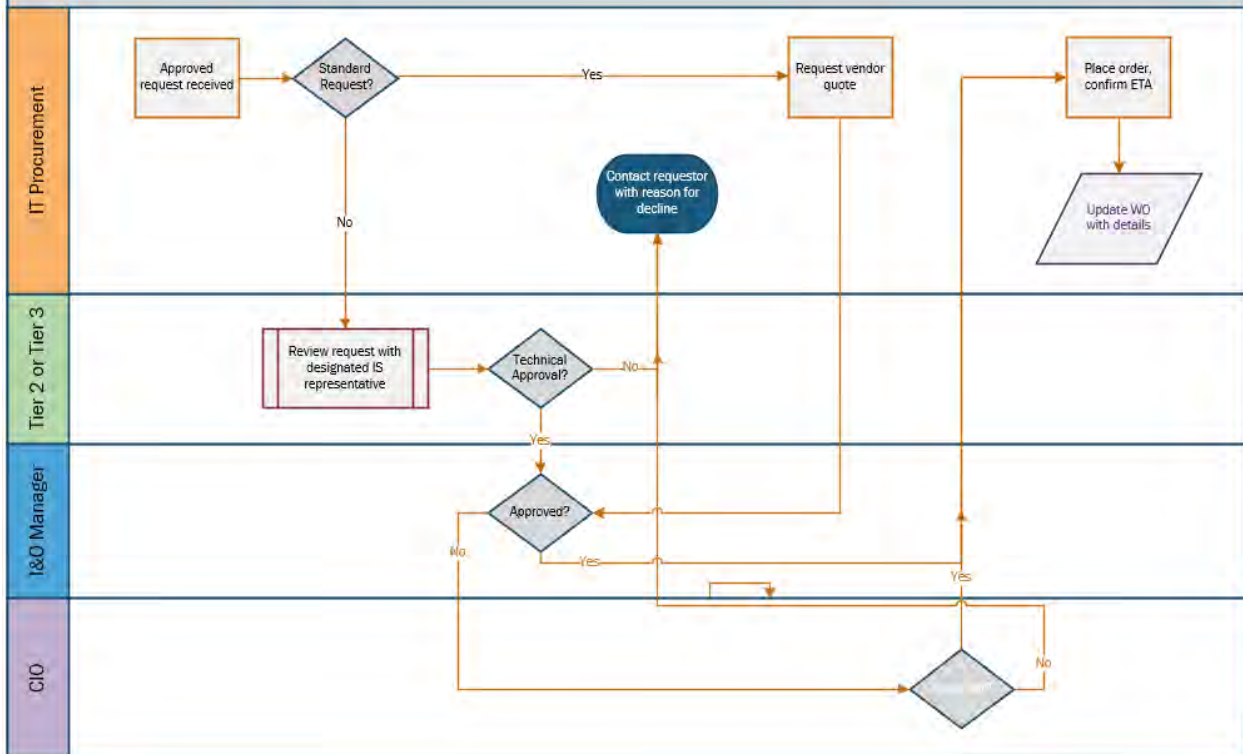 IT Procurement
Approved
request received
Standard
Request?
Yes
Request vendor
quote
Place order,
confirm ETA
Contact requestor
with reason for
decline
Update WO
with details
No
Tier 2 or Tier 3
Review request with
designated IS
representative
Technical
Approval?
No
Yes
I&O Manager
Approved?
No
Yes
Yes
CIO
No